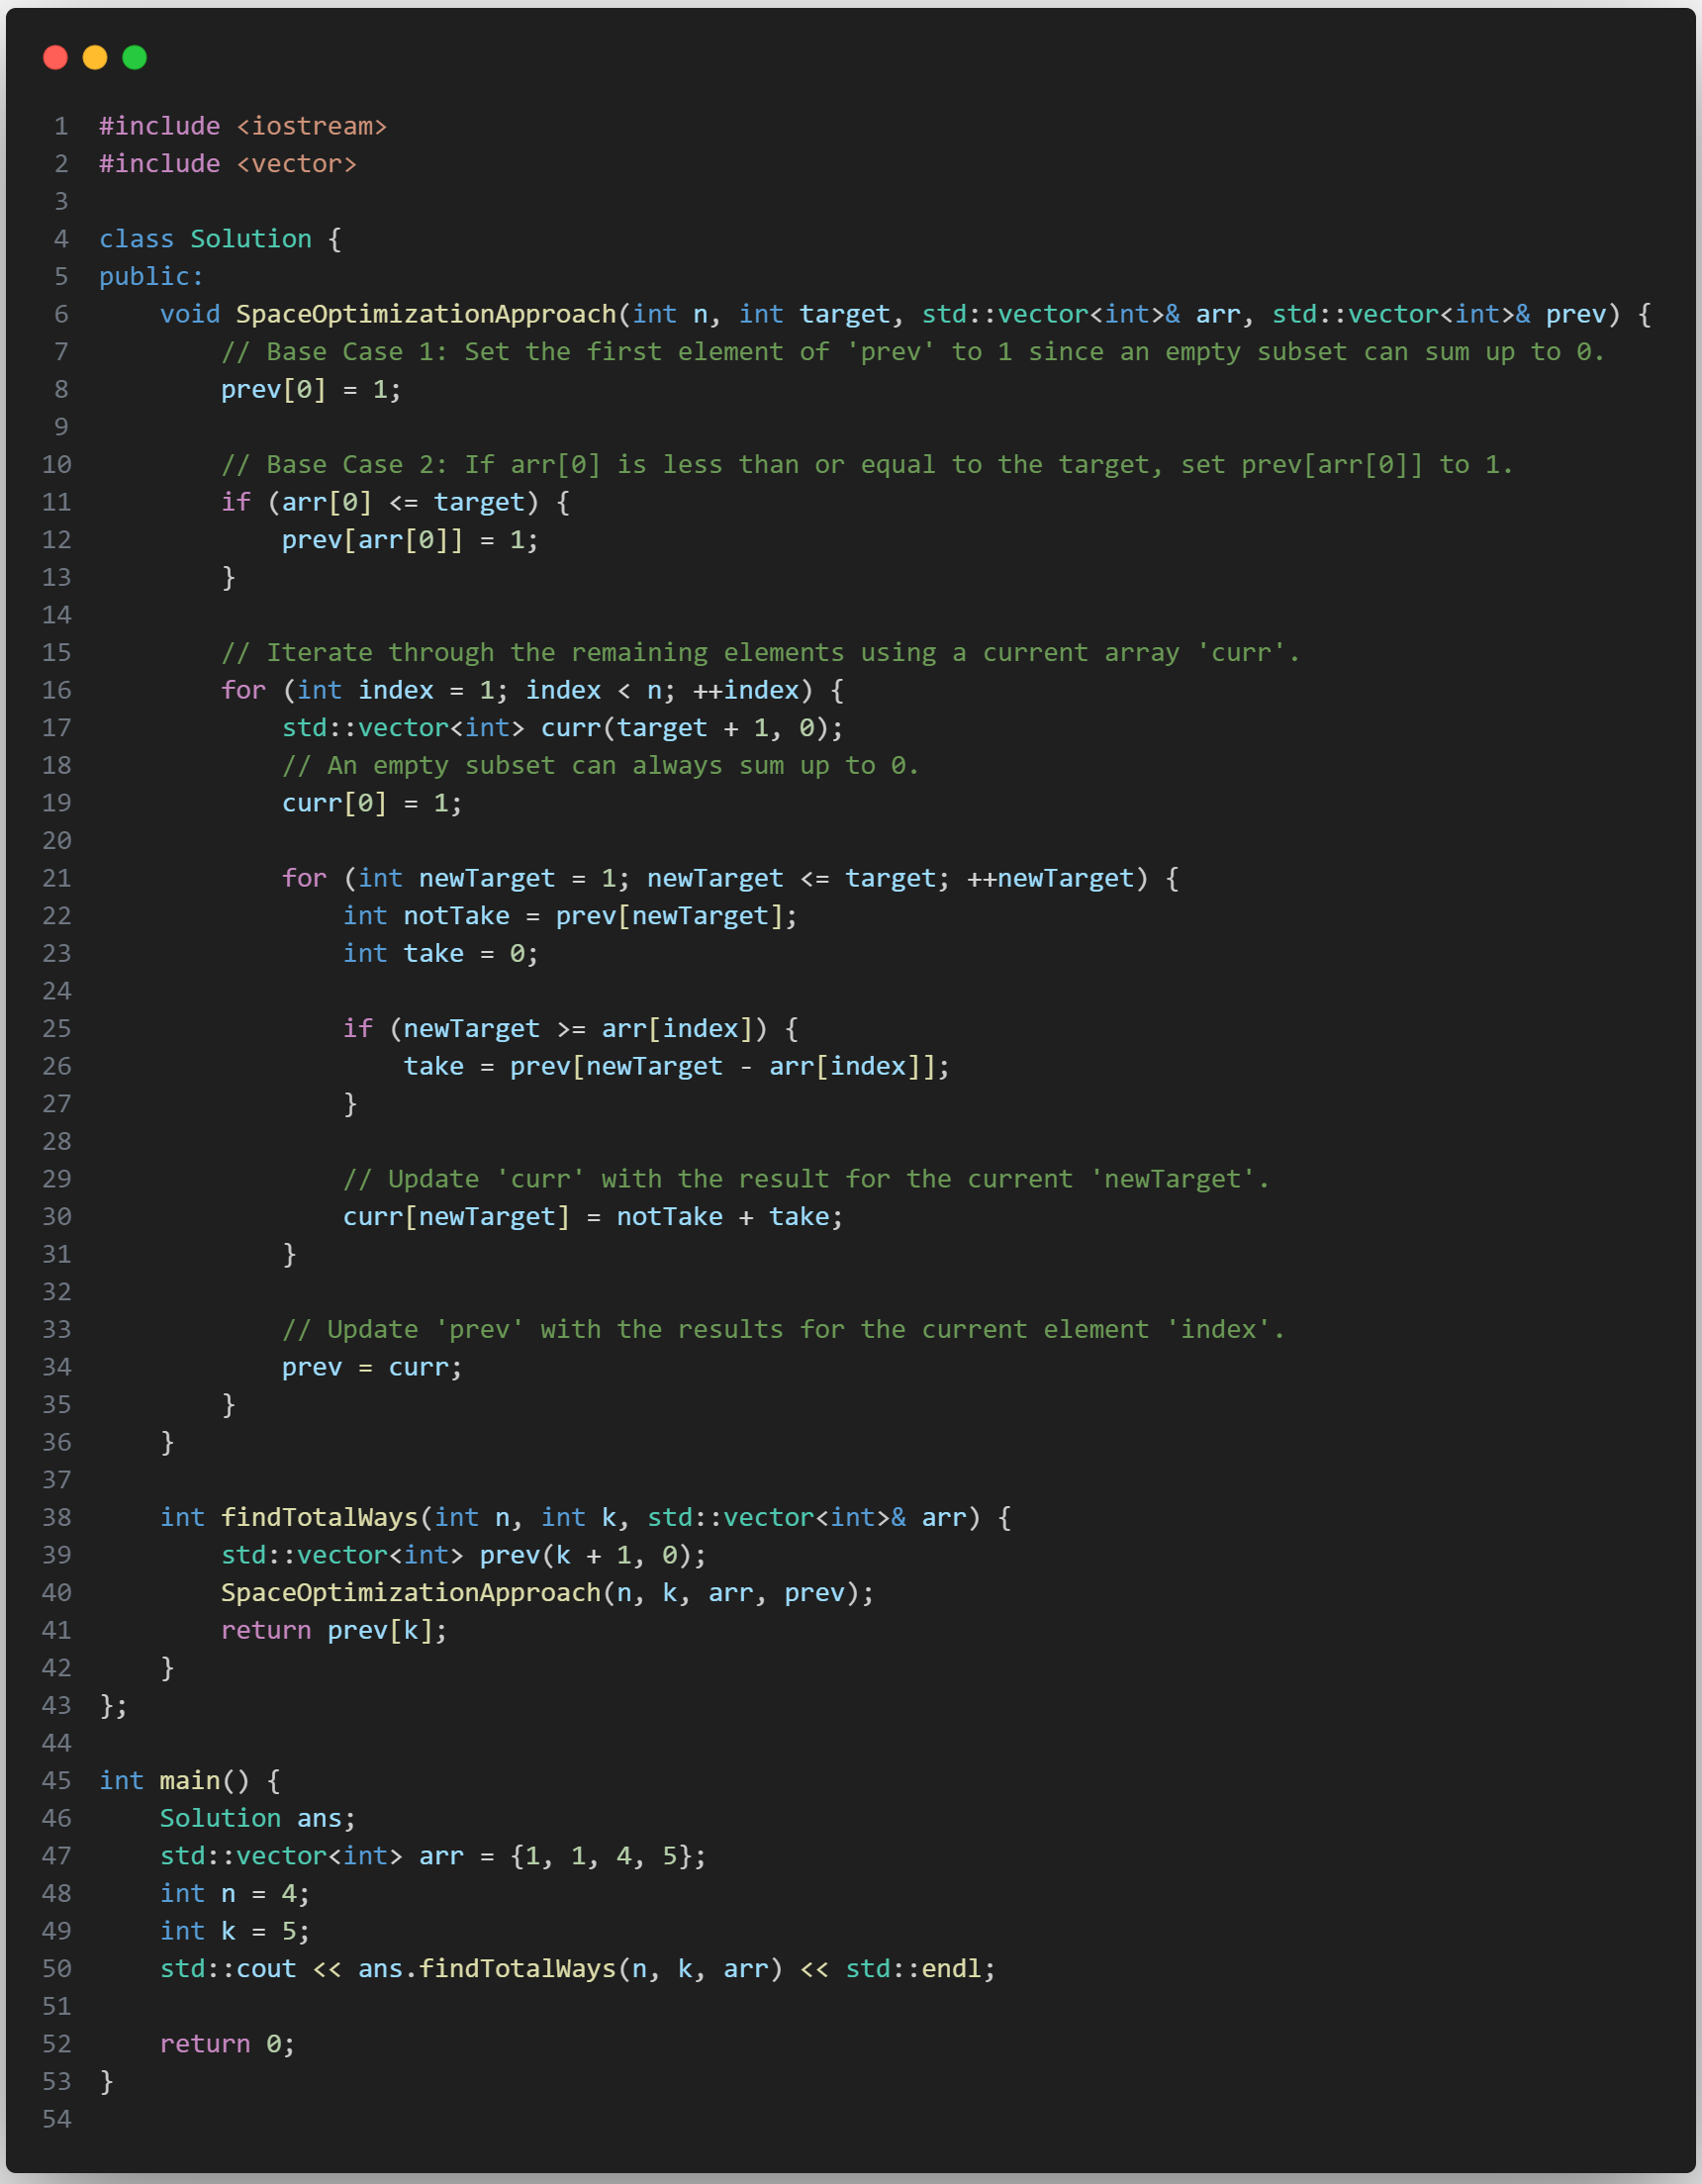 1 #include <iostream>
2 #include <vector>
3
4 class Solution {
5 public:
6     void SpaceOptimizationApproach(int n, int target, std::vector<int>& arr, std::vector<int>& prev) {
7         // Base Case 1: Set the first element of 'prev' to 1 since an empty subset can sum up to 0.
8         prev[0] = 1;
9
10         // Base Case 2: If arr[0] is less than or equal to the target, set prev[arr[0]] to 1.
11         if (arr[0] <= target) {
12             prev[arr[0]] = 1;
13         }
14
15         // Iterate through the remaining elements using a current array 'curr'.
16         for (int index = 1; index < n; ++index) {
17             std::vector<int> curr(target + 1, 0);
18             // An empty subset can always sum up to 0.
19             curr[0] = 1;
20
21             for (int newTarget = 1; newTarget <= target; ++newTarget) {
22                 int notTake = prev[newTarget];
23                 int take = 0;
24
25                 if (newTarget >= arr[index]) {
26                     take = prev[newTarget - arr[index]];
27                 }
28
29                 // Update 'curr' with the result for the current 'newTarget'.
30                 curr[newTarget] = notTake + take;
31             }
32
33             // Update 'prev' with the results for the current element 'index'.
34             prev = curr;
35         }
36     }
37
38     int findTotalWays(int n, int k, std::vector<int>& arr) {
39         std::vector<int> prev(k + 1, 0);
40         SpaceOptimizationApproach(n, k, arr, prev);
41         return prev[k];
42     }
43 };
44
45 int main() {
46     Solution ans;
47     std::vector<int> arr = {1, 1, 4, 5};
48     int n = 4;
49     int k = 5;
50     std::cout << ans.findTotalWays(n, k, arr) << std::endl;
51
52     return 0;
53 }
54